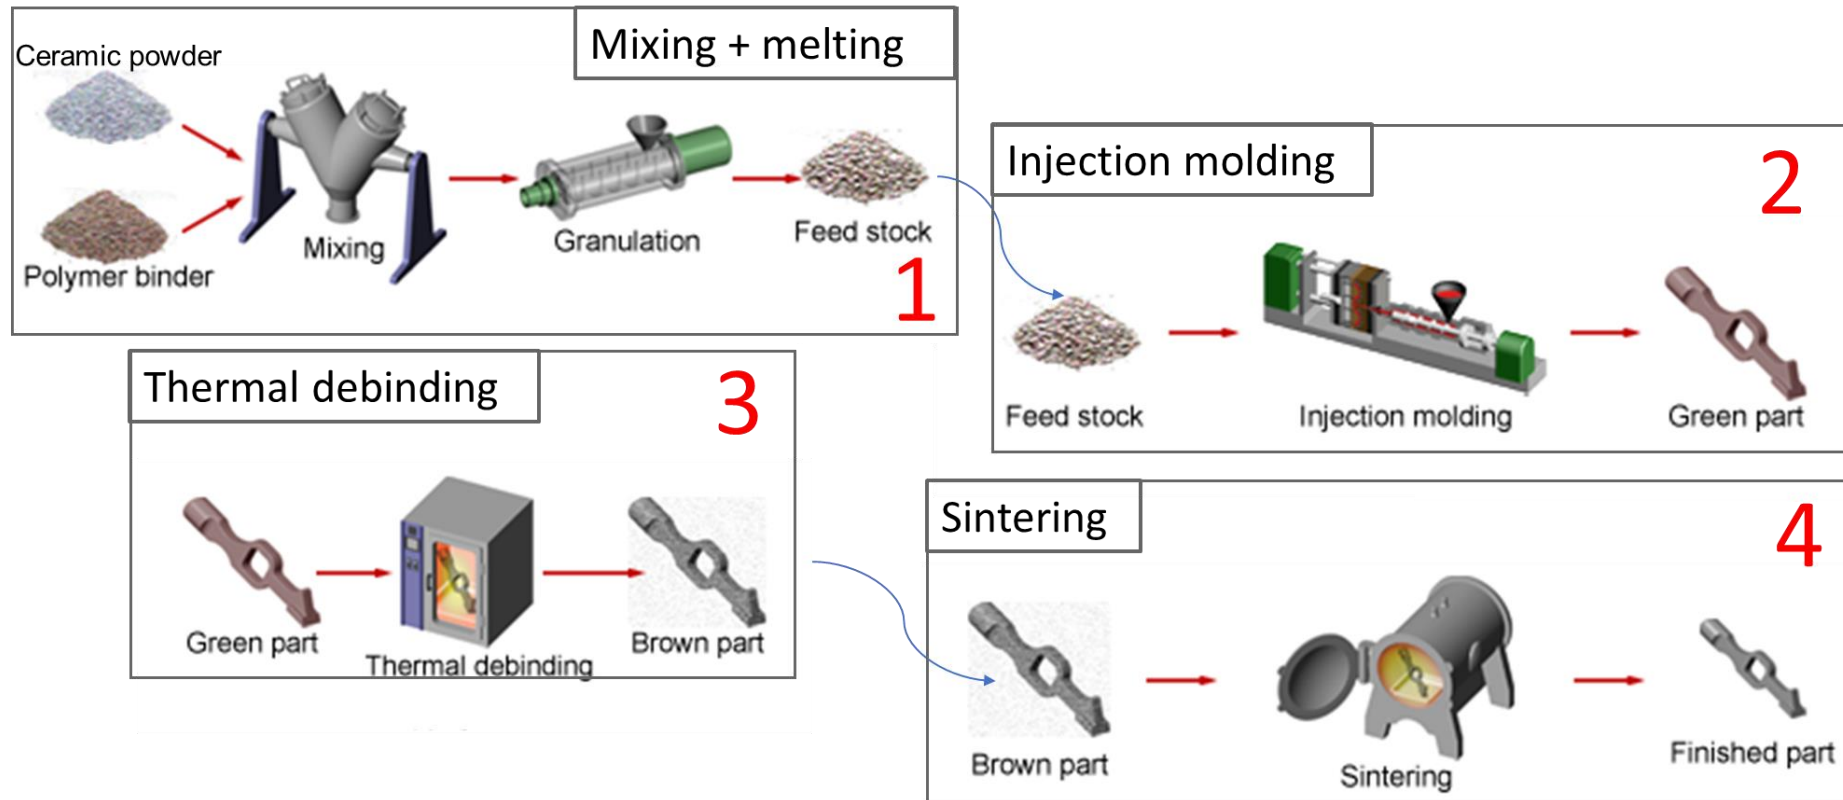 Mixing + melting
Ceramic powder
Polymer binder
Mixing
Granulation
Feed stock
1
Injection molding
2
Feed stock
Injection molding
Green part
Thermal debinding
3
Green part
Thermal debinding
Brown part
Sintering
4
Brown part
Sintering
Finished part